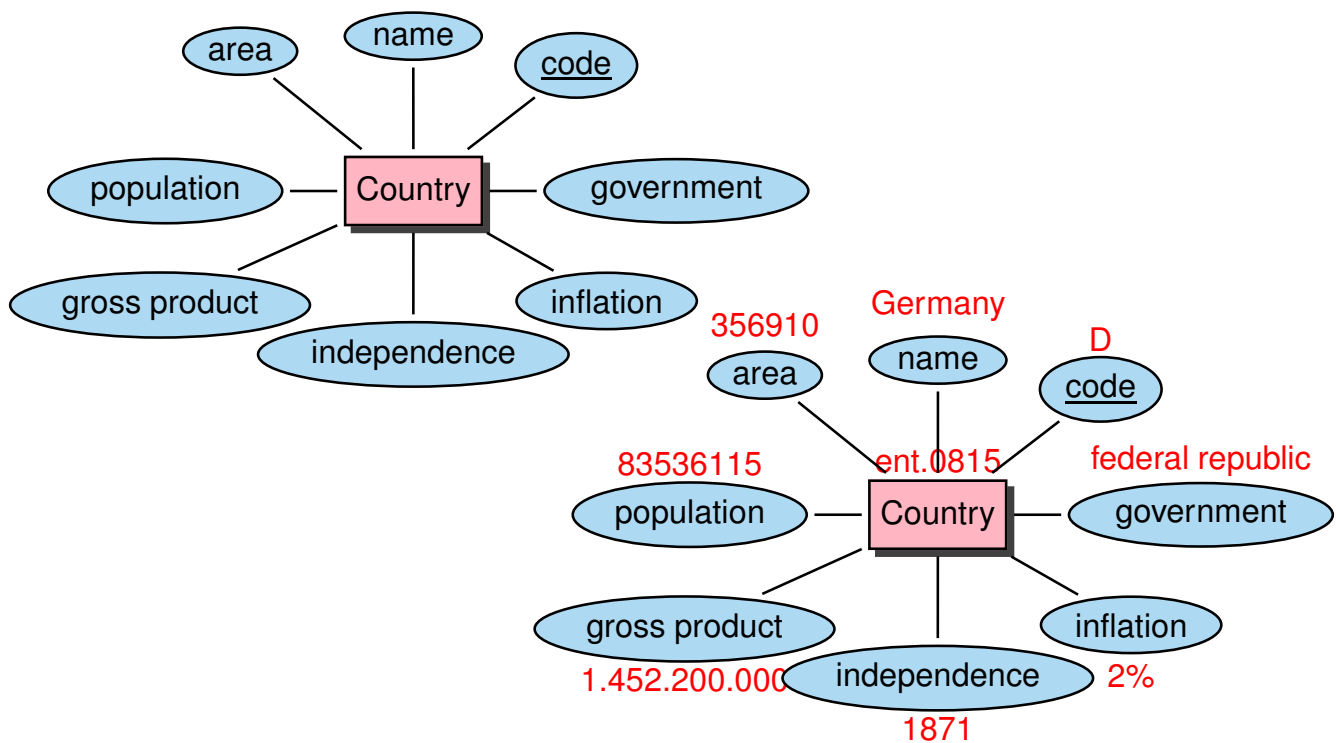 name
area
code
population
Country
government
gross product
inflation
independence
Germany
356910
D
name
area
code
83536115
ent.0815
federal republic
population
Country
government
gross product
inflation
1.452.200.000
independence
2%
1871